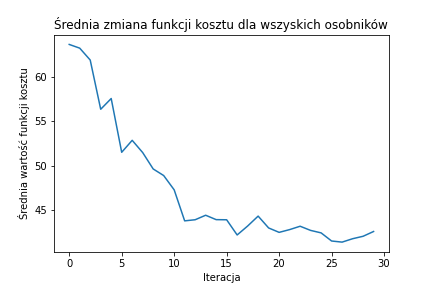 Średnia zmiana funkcji kosztu dla wszyskich osobników
Średnia wartość funkcji kosztu
60
55
50
45
0 5 10 15 20 25 30
Iteracja